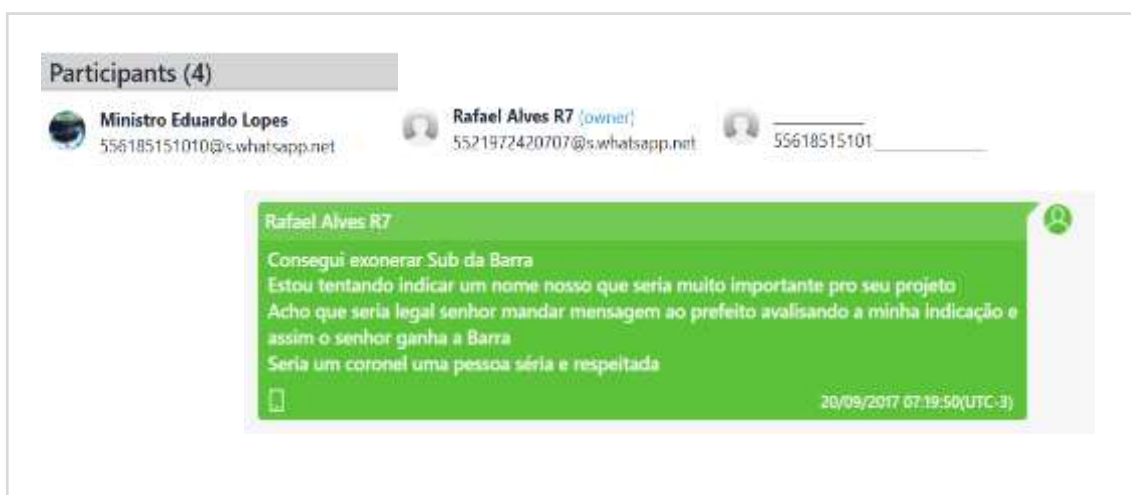 Participants (4)
Ministro Eduardo Lopes
556185151010@s.whatsapp.net
Rafael Alves R7 (owner)
5521972420707@s.whatsapp.net
55618515101
Rafael Alves R7
Consegui exonerar Sub da Barra
Estou tentando indicar um nome nosso que seria muito importante pro seu projeto
Acho que seria legal senhor mandar mensagem ao prefeito avalisando a minha indicação e
assim o senhor ganha a Barra
Seria um coronel uma pessoa séria e respeitada
20/09/2017 07:19:50(UTC-3)